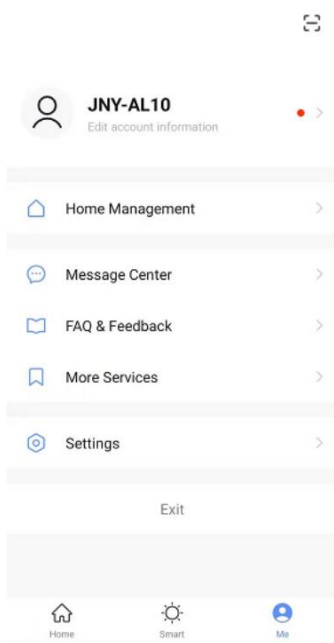 JNY-AL10
Edit account information
Home Management
Message Center
FAQ & Feedback
More Services
Settings
Exit
Home
Smart
Me